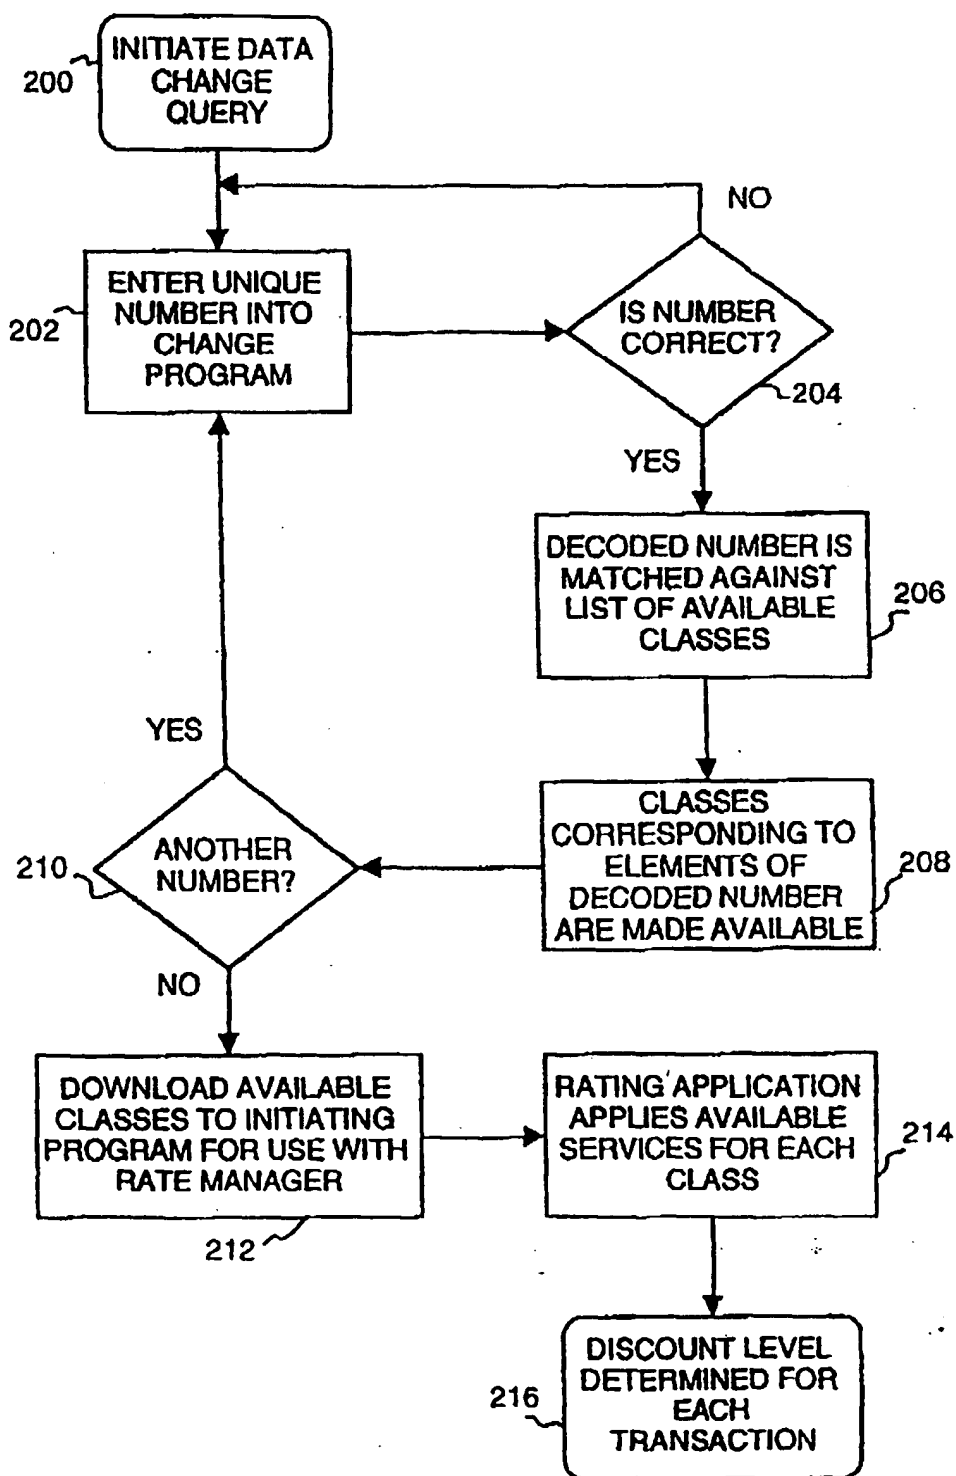 INITIATE DATA
CHANGE
QUERY
200
NO
ENTER UNIQUE
NUMBER INTO
CHANGE
PROGRAM
202
IS NUMBER
CORRECT?
204
YES
DECODED NUMBER IS
MATCHED AGAINST
LIST OF AVAILABLE
CLASSES
206
YES
CLASSES
CORRESPONDING TO
ELEMENTS OF
DECODED NUMBER
ARE MADE AVAILABLE
208
ANOTHER
NUMBER?
210
NO
DOWNLOAD AVAILABLE
CLASSES TO INITIATING
PROGRAM FOR USE WITH
RATE MANAGER
212
RATING APPLICATION
APPLIES AVAILABLE
SERVICES FOR EACH
CLASS
214
DISCOUNT LEVEL
DETERMINED FOR
EACH
TRANSACTION
216